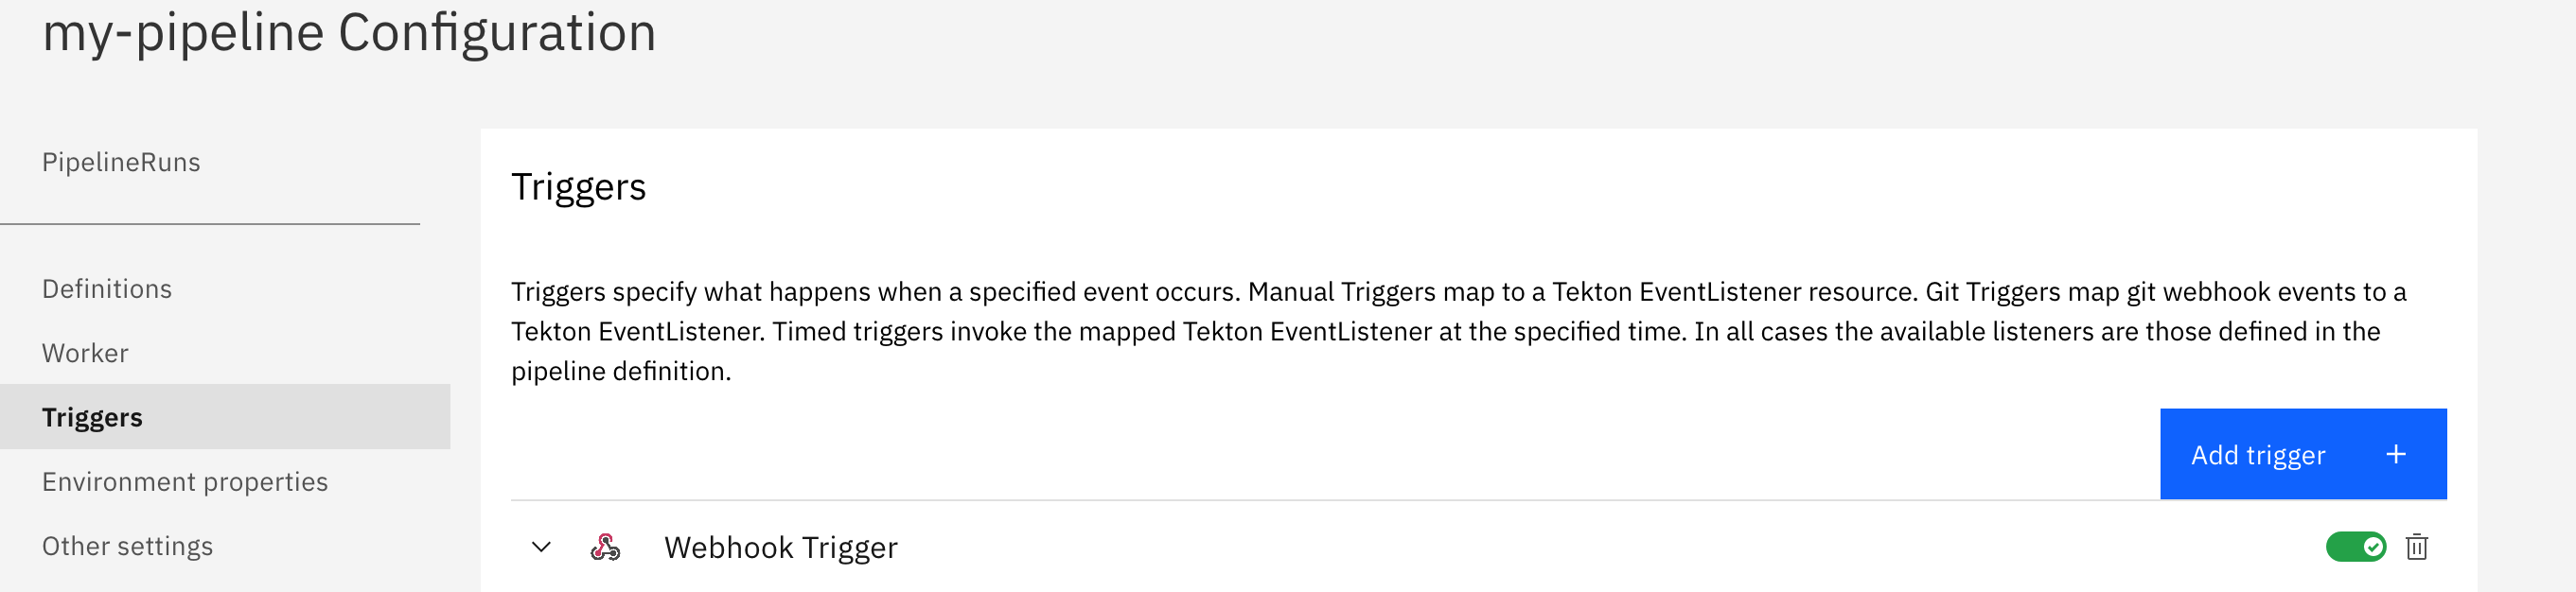 my-pipeline Configuration
PipelineRuns
Definitions
Worker
Triggers
Environment properties
Other settings
Triggers
Triggers specify what happens when a specified event occurs. Manual Triggers map to a Tekton EventListener resource. Git Triggers map git webhook events to a
Tekton EventListener. Timed triggers invoke the mapped Tekton EventListener at the specified time. In all cases the available listeners are those defined in the
pipeline definition.
Add trigger
Webhook Trigger